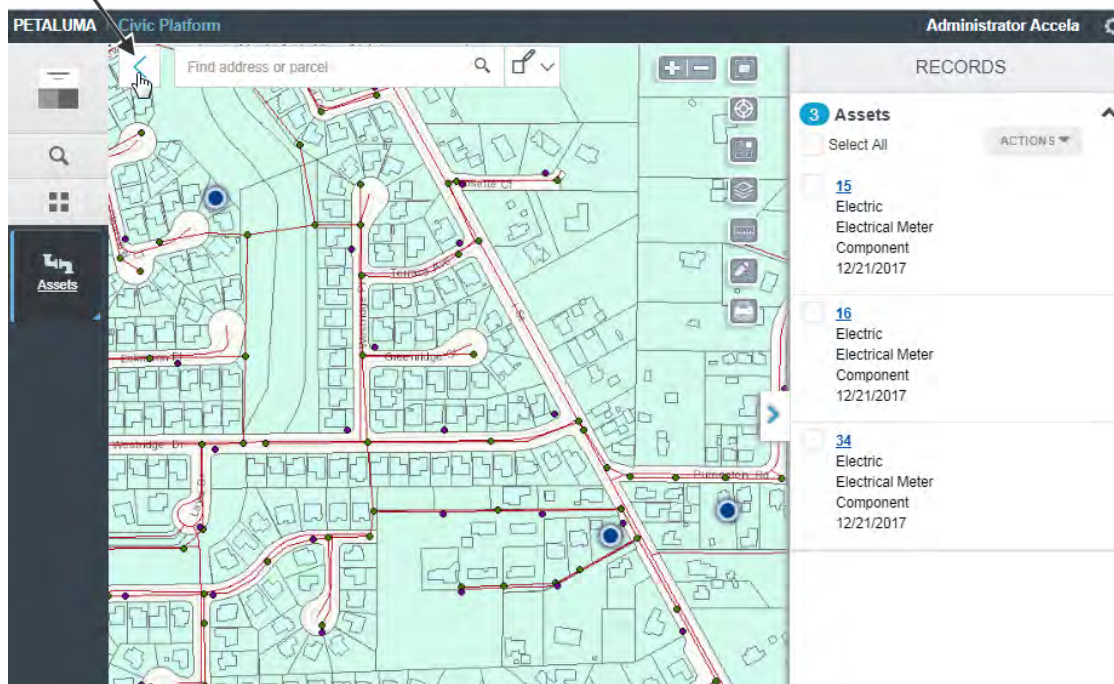 PETALUMA Civic Platform Administrator Accela
Find address or parcel
RECORDS
3 Assets
Select All ACTIONS
15
Electric
Electrical Meter
Component
12/21/2017
16
Electric
Electrical Meter
Component
12/21/2017
34
Electric
Electrical Meter
Component
12/21/2017
Assets
Terrace Ave
Greenridge Ct
Westridge Dr